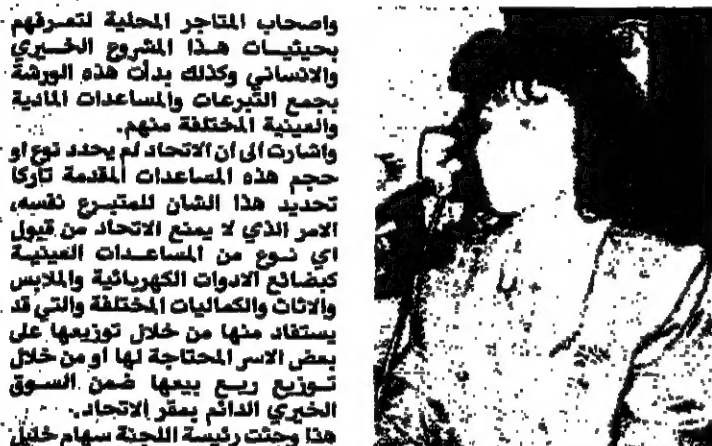 واصحاب المتاجر المحلية لتعرفهم
بحيثيات هذا المشروع الخيري
والانساني وكذلك بدأت هذه الورشة
بجمع التبرعات والمساعدات المادية
والعينية المختلفة منهم.
واشارت الى ان الاتحاد لم يحدد نوع او
حجم هذه المساعدات المقدمة تاركا
تحديد هذا الشان للمتبرع نفسه،
الامر الذي لا يمنع الاتحاد من قبول
اي نوع من المساعدات العينية
كبضائع الادوات الكهربائية والملابس
والاثاث والكماليات المختلفة والتي قد
يستفاد منها من خلال توزيعها على
بعض الاسر المحتاجة لها او من خلال
توزيع ريع بيعها ضمن السوق
الخيري الدائم بمقر الاتحاد.
هذا وحثت رئيسة اللجنة سهام خليل